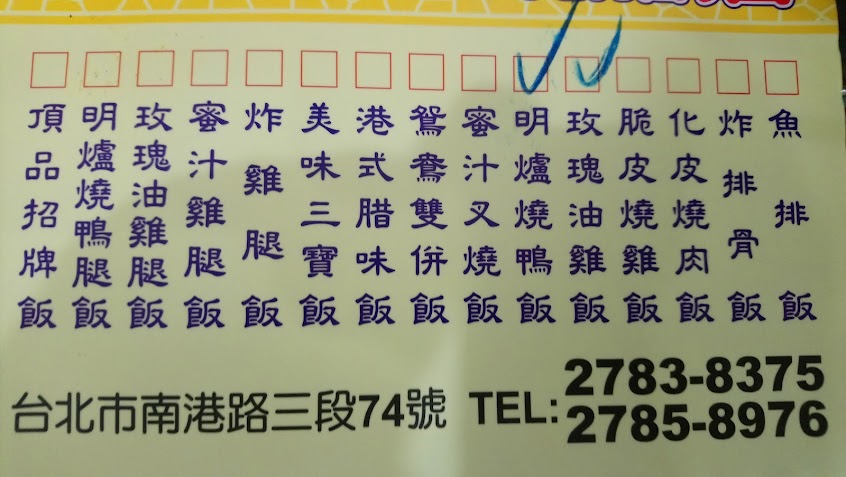 頂品招牌飯
明爐燒鴨腿飯
玫瑰油雞腿飯
蜜汁雞腿飯
炸雞腿飯
美味三寶飯
港式腊味飯
鴛鴦雙併飯
蜜汁叉燒飯
明爐燒鴨飯
玫瑰油雞飯
脆皮燒雞飯
化皮燒肉飯
炸排骨飯
魚排飯
台北市南港路三段74號 TEL: 2783-8375
2785-8976